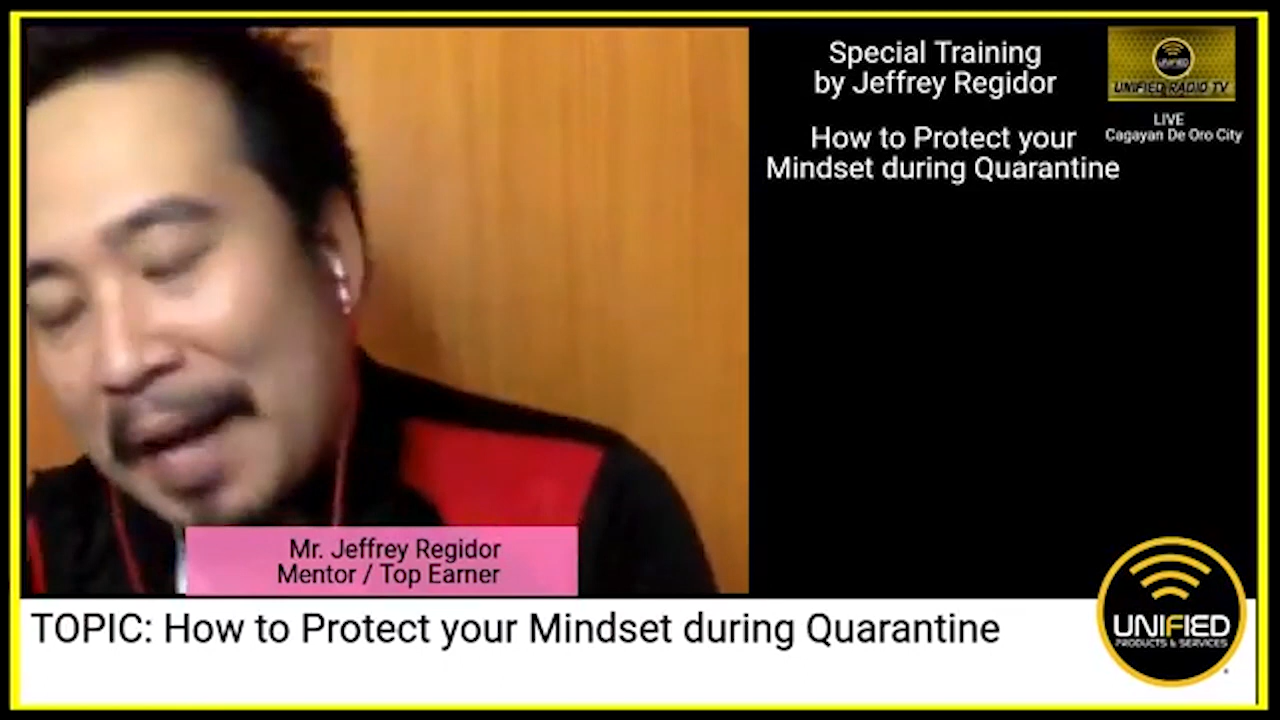 Special Training
by Jeffrey Regidor
How to Protect your
Mindset during Quarantine
UNIFIED
UNIFIED RADIO TV
LIVE
Cagayan De Oro City
Mr. Jeffrey Regidor
Mentor / Top Earner
TOPIC: How to Protect your Mindset during Quarantine
UNIFIED
PRODUCTS & SERVICES